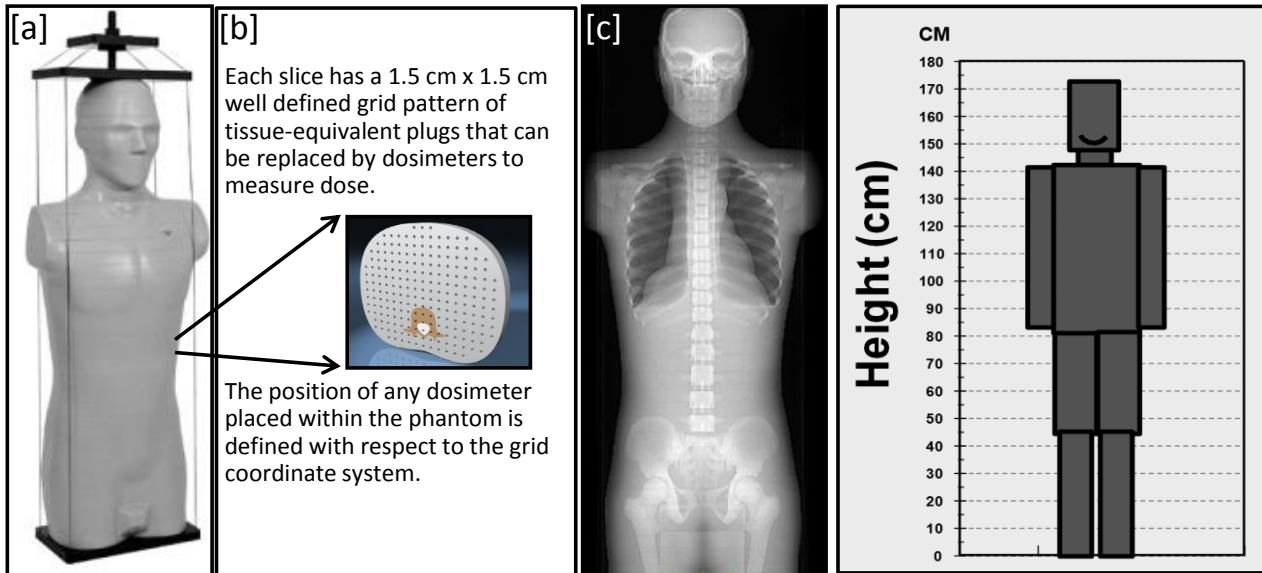 [a]
[b]
Each slice has a 1.5 cm x 1.5 cm
well defined grid pattern of
tissue-equivalent plugs that can
be replaced by dosimeters to
measure dose.
The position of any dosimeter
placed within the phantom is
defined with respect to the grid
coordinate system.
[c]
CM
Height (cm)
180
170
160
150
140
130
120
110
100
90
80
70
60
50
40
30
20
10
0